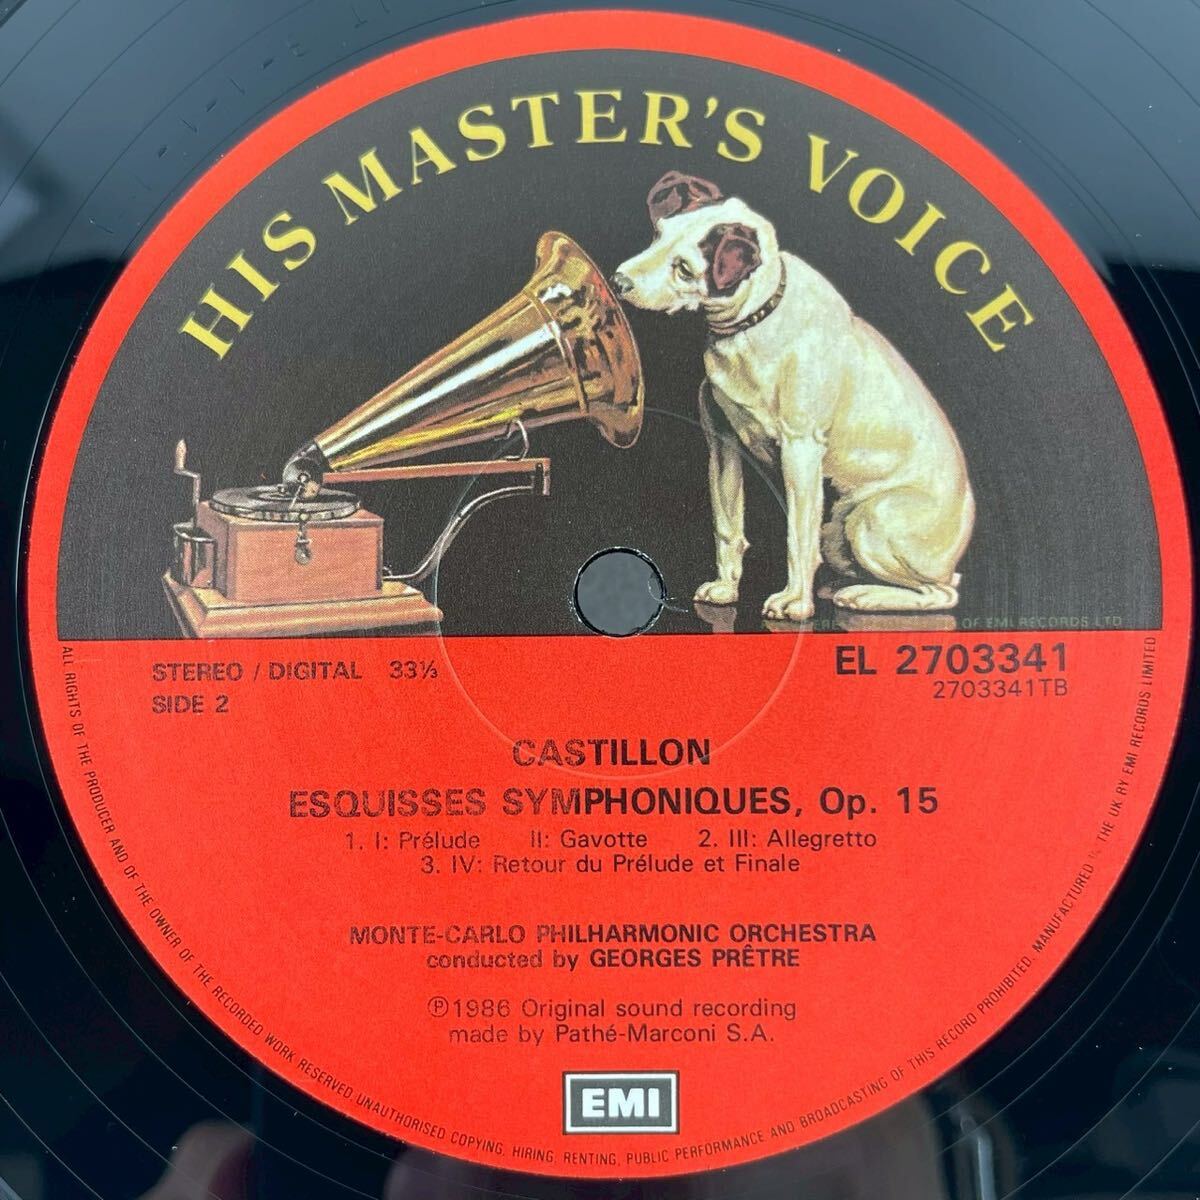 HIS MASTER'S VOICE
OF EMI RECORDS LTD
STEREO / DIGITAL 33⅓
SIDE 2
EL 2703341
2703341TB
CASTILLON
ESQUISSES SYMPHONIQUES, Op. 15
1. I: Prélude II: Gavotte 2. III: Allegretto
3. IV: Retour du Prélude et Finale
MONTE-CARLO PHILHARMONIC ORCHESTRA
conducted by GEORGES PRÊTRE
℗1986 Original sound recording
made by Pathé-Marconi S.A.
EMI
ALL RIGHTS OF THE PRODUCER AND OF THE OWNER OF THE RECORDED WORK RESERVED. UNAUTHORISED COPYING, HIRING, RENTING, PUBLIC PERFORMANCE AND BROADCASTING OF THIS RECORD PROHIBITED. MANUFACTURED IN THE UK BY EMI RECORDS LIMITED